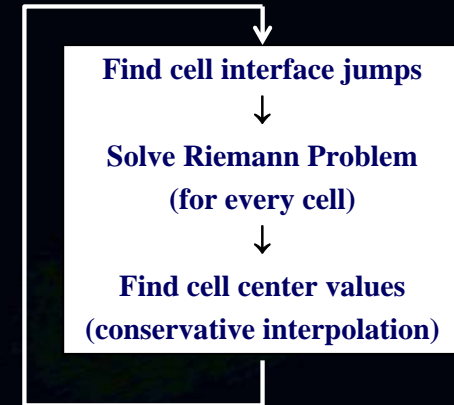 Find cell interface jumps
↓
Solve Riemann Problem
(for every cell)
↓
Find cell center values
(conservative interpolation)